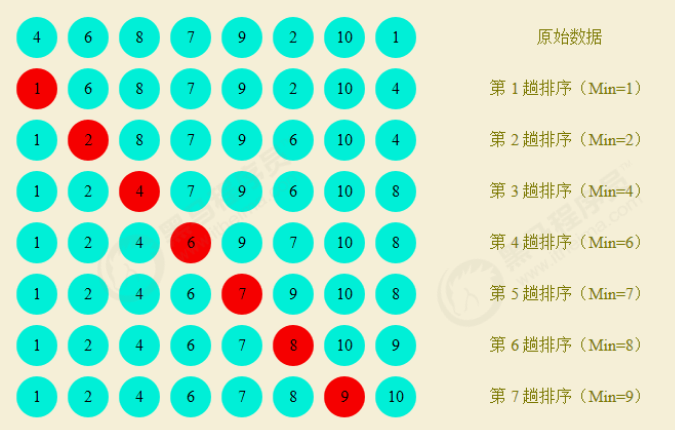 4 6 8 7 9 2 10 1 原始数据
1 6 8 7 9 2 10 4 第 1 趟排序（Min=1）
1 2 8 7 9 6 10 4 第 2 趟排序（Min=2）
1 2 4 7 9 6 10 8 第 3 趟排序（Min=4）
1 2 4 6 9 7 10 8 第 4 趟排序（Min=6）
1 2 4 6 7 9 10 8 第 5 趟排序（Min=7）
1 2 4 6 7 8 10 9 第 6 趟排序（Min=8）
1 2 4 6 7 8 9 10 第 7 趟排序（Min=9）